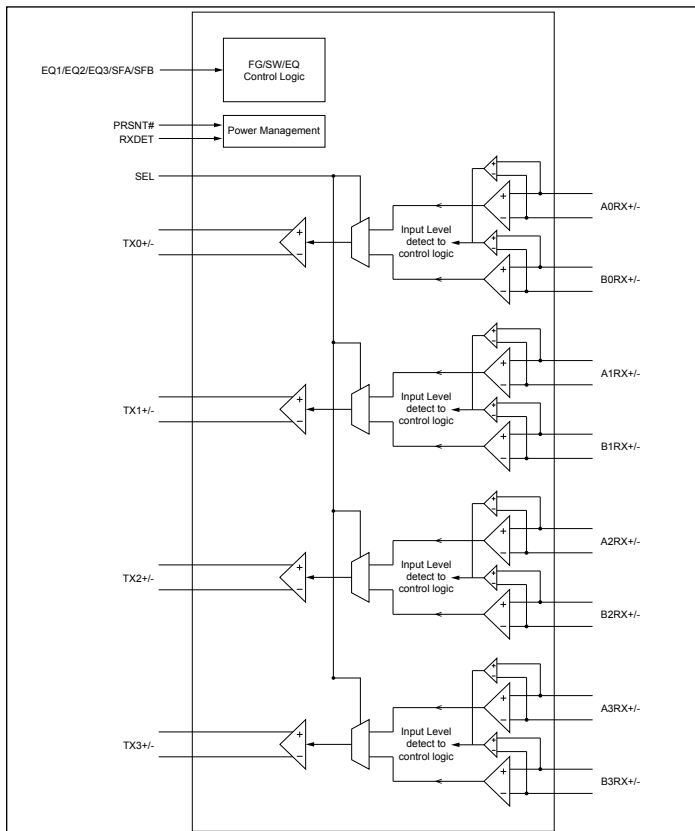 EQ1/EQ2/EQ3/SFA/SFB
FG/SW/EQ
Control Logic
PRSNT#
RXDET
Power Management
SEL
TX0+/-
Input Level
detect to
control logic
A0RX+/-
B0RX+/-
TX1+/-
Input Level
detect to
control logic
A1RX+/-
B1RX+/-
TX2+/-
Input Level
detect to
control logic
A2RX+/-
B2RX+/-
TX3+/-
Input Level
detect to
control logic
A3RX+/-
B3RX+/-